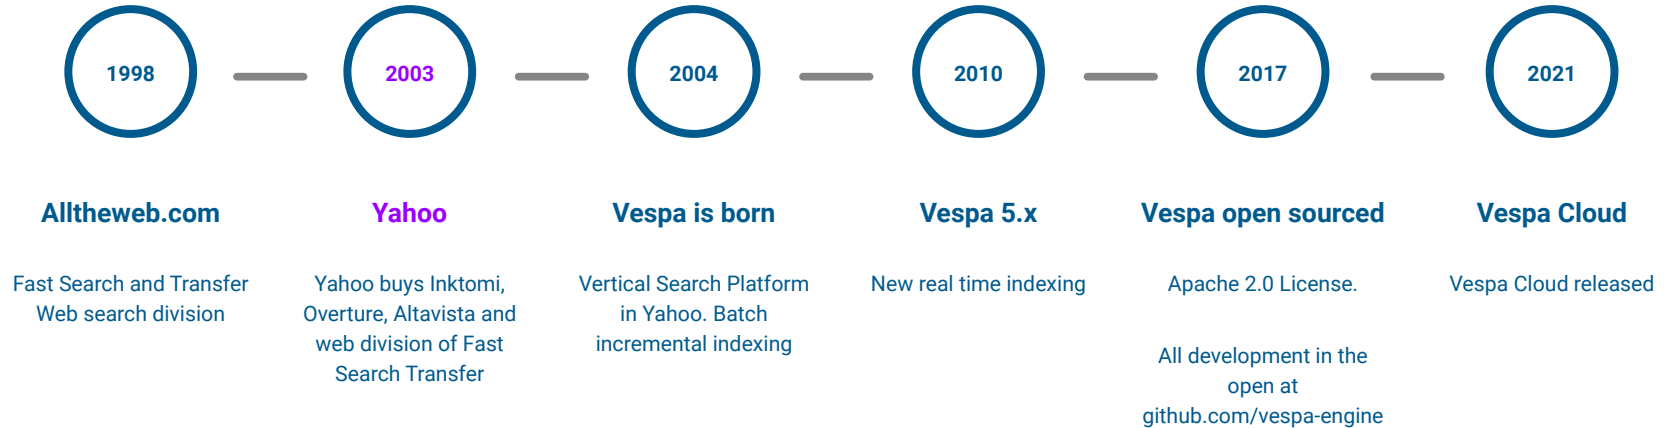 1998
Alltheweb.com
Fast Search and Transfer
Web search division
2003
Yahoo
Yahoo buys Inktomi,
Overture, Altavista and
web division of Fast
Search Transfer
2004
Vespa is born
Vertical Search Platform
in Yahoo. Batch
incremental indexing
2010
Vespa 5.x
New real time indexing
2017
Vespa open sourced
Apache 2.0 License.
All development in the
open at
github.com/vespa-engine
2021
Vespa Cloud
Vespa Cloud released